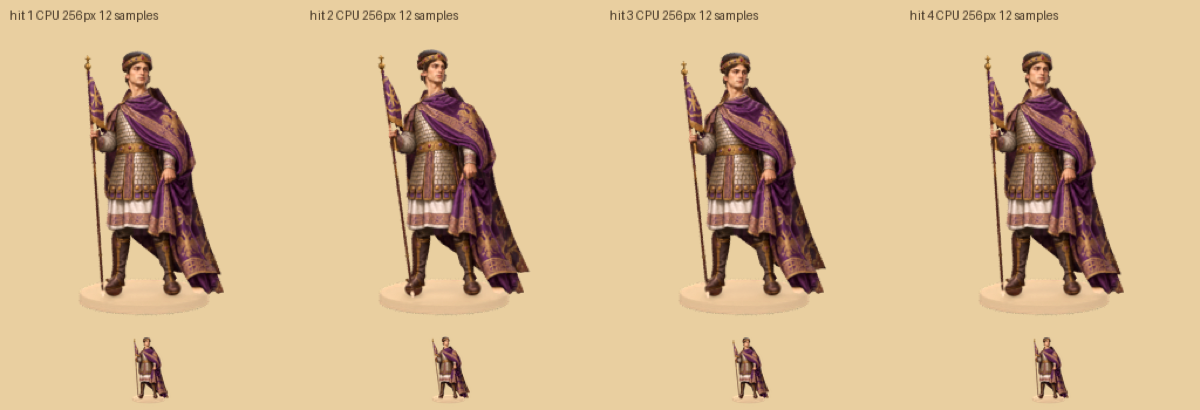 hit 1 CPU 256px 12 samples
hit 2 CPU 256px 12 samples
hit 3 CPU 256px 12 samples
hit 4 CPU 256px 12 samples